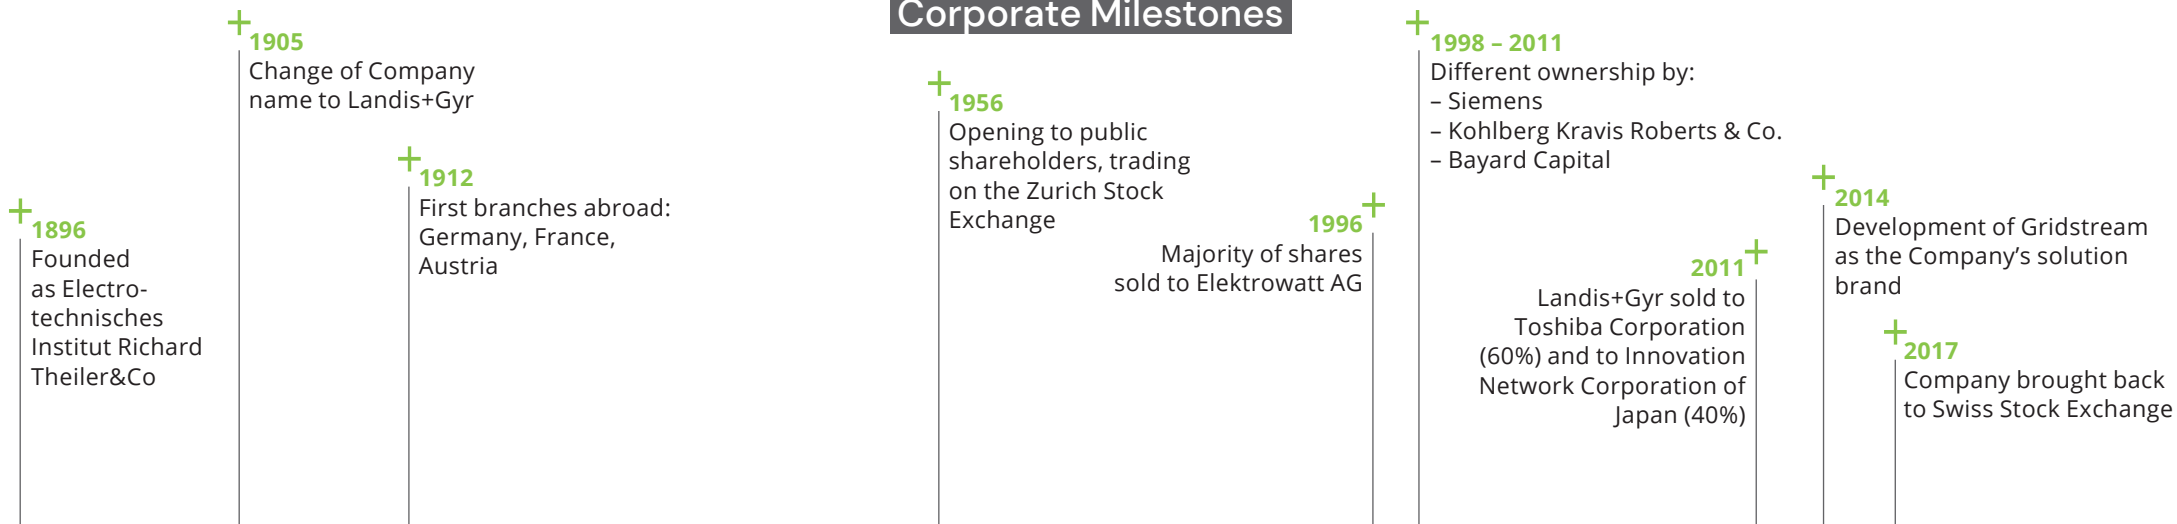 Corporate Milestones
1896
Founded
as Electro-
technisches
Institut Richard
Theiler&Co
1905
Change of Company
name to Landis+Gyr
1912
First branches abroad:
Germany, France,
Austria
1956
Opening to public
shareholders, trading
on the Zurich Stock
Exchange
1996
Majority of shares
sold to Elektrowatt AG
1998 – 2011
Different ownership by:
– Siemens
– Kohlberg Kravis Roberts & Co.
– Bayard Capital
2011
Landis+Gyr sold to
Toshiba Corporation
(60%) and to Innovation
Network Corporation of
Japan (40%)
2014
Development of Gridstream
as the Company’s solution
brand
2017
Company brought back
to Swiss Stock Exchange